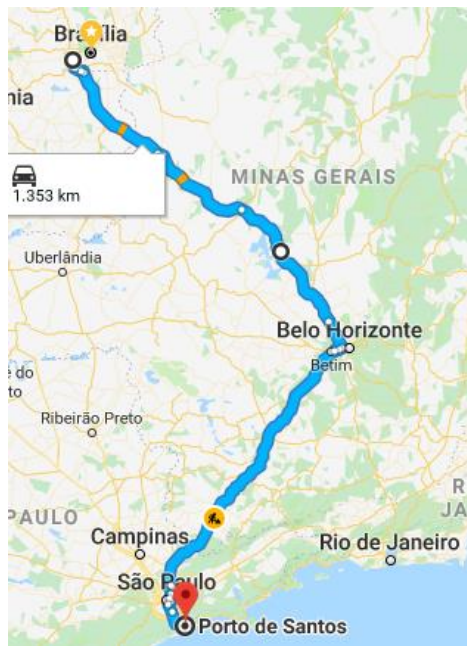 Brasília
nia
1.353 km
MINAS GERAIS
Uberlândia
Belo Horizonte
Betim
e do
to
Ribeirão Preto
R
JA
PAULO
Campinas
Rio de Janeiro
São Paulo
Porto de Santos